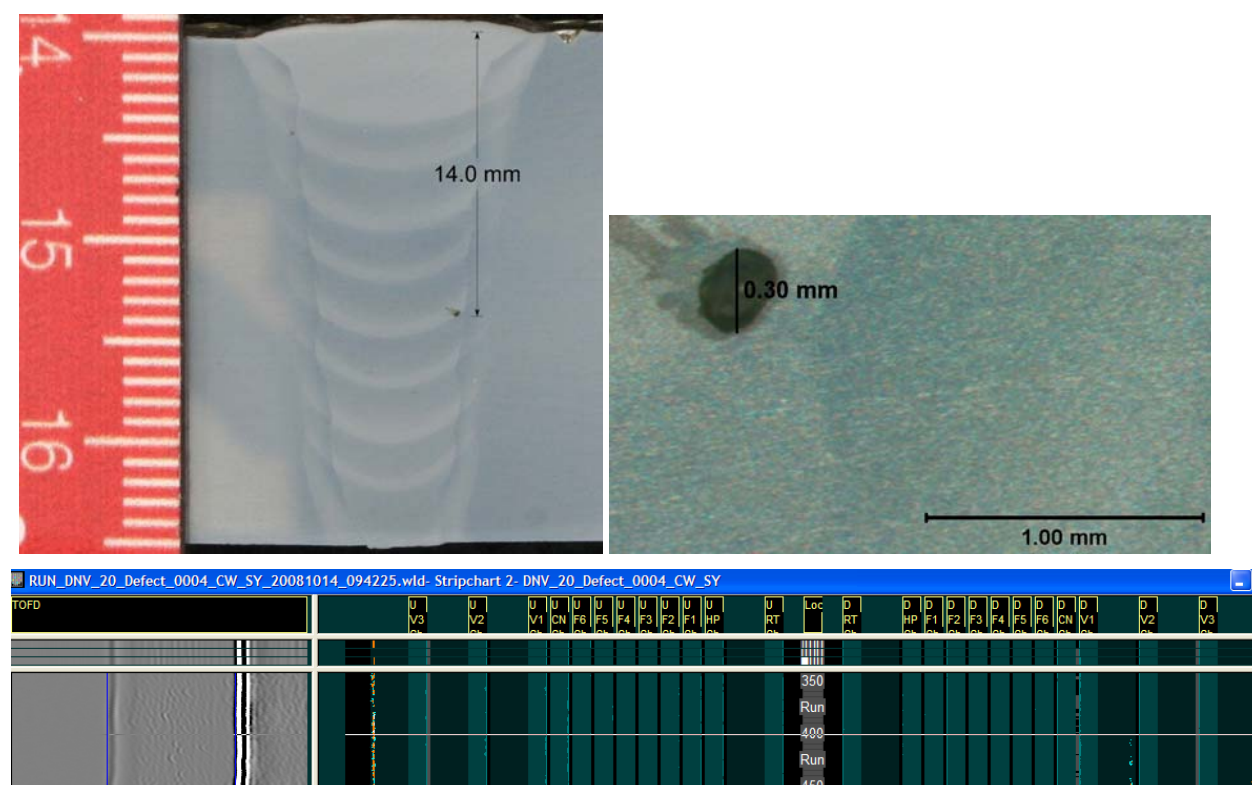 14
15
16
14.0 mm
0.30 mm
1.00 mm
RUN_DNV_20_Defect_0004_CW_SY_20081014_094225.wld- Stripchart 2- DNV_20_Defect_0004_CW_SY
TOFD
U V3
U V2
U V1
U CN
U F6
U F5
U F4
U F3
U F2
U F1
U HP
U RT
Loc
D RT
D HP
D F1
D F2
D F3
D F4
D F5
D F6
D CN
D V1
D V2
D V3
350
Run
400
Run
450